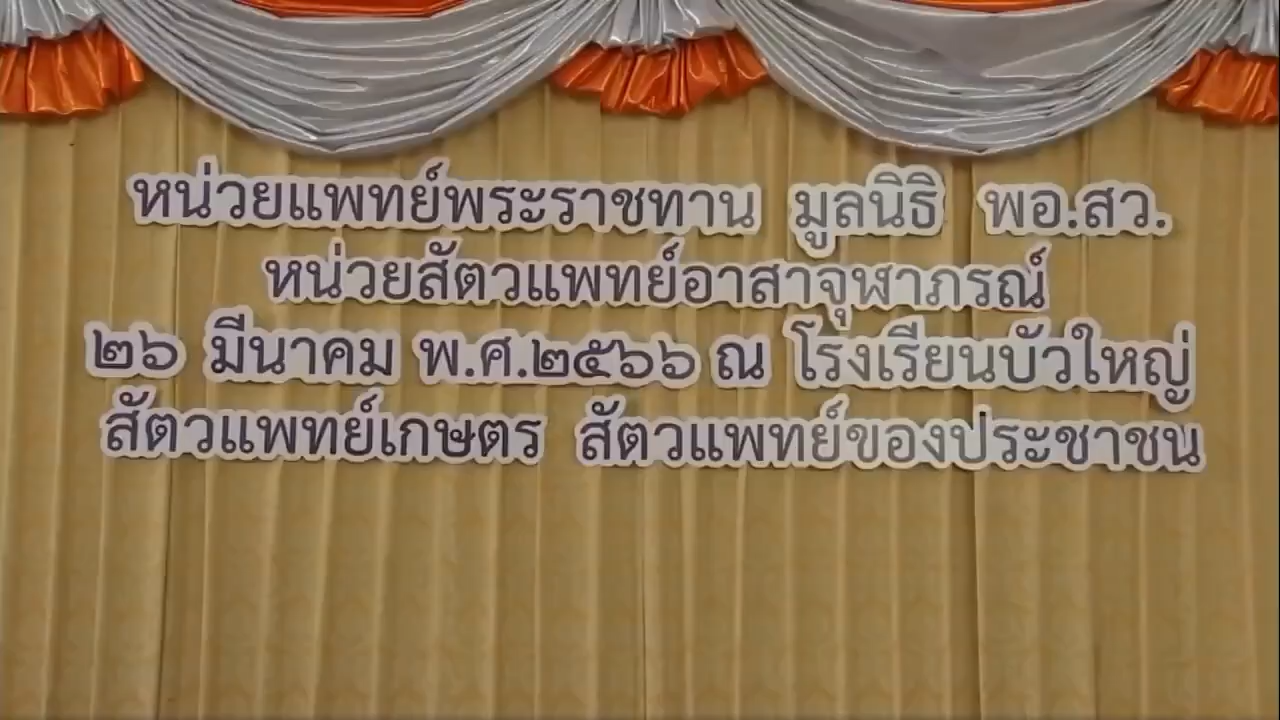 หน่วยแพทย์พระราชทาน มูลนิธิ พอ.สว.
หน่วยสัตวแพทย์อาสาจุฬาภรณ์
๒๖ มีนาคม พ.ศ.๒๕๖๖ ณ โรงเรียนบัวใหญ่
สัตวแพทย์เกษตร สัตวแพทย์ของประชาชน